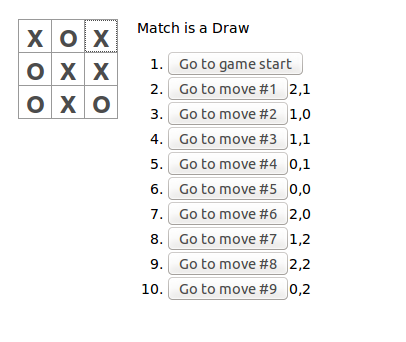 X O X
O X X
O X O
Match is a Draw
1. Go to game start
2. Go to move #1 2,1
3. Go to move #2 1,0
4. Go to move #3 1,1
5. Go to move #4 0,1
6. Go to move #5 0,0
7. Go to move #6 2,0
8. Go to move #7 1,2
9. Go to move #8 2,2
10. Go to move #9 0,2